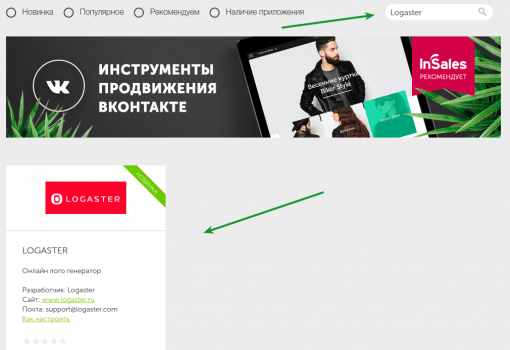 Новинка Популярное Рекомендуем Наличие приложения Logaster
ИНСТРУМЕНТЫ
ПРОДВИЖЕНИЯ
ВКОНТАКТЕ
Весенние куртки
Biker Style
InSales
РЕКОМЕНДУЕТ
НОВИНКА
LOGASTER
LOGASTER
Онлайн лого генератор
Разработчик: Logaster
Сайт: www.logaster.ru
Почта: support@logaster.com
Как настроить